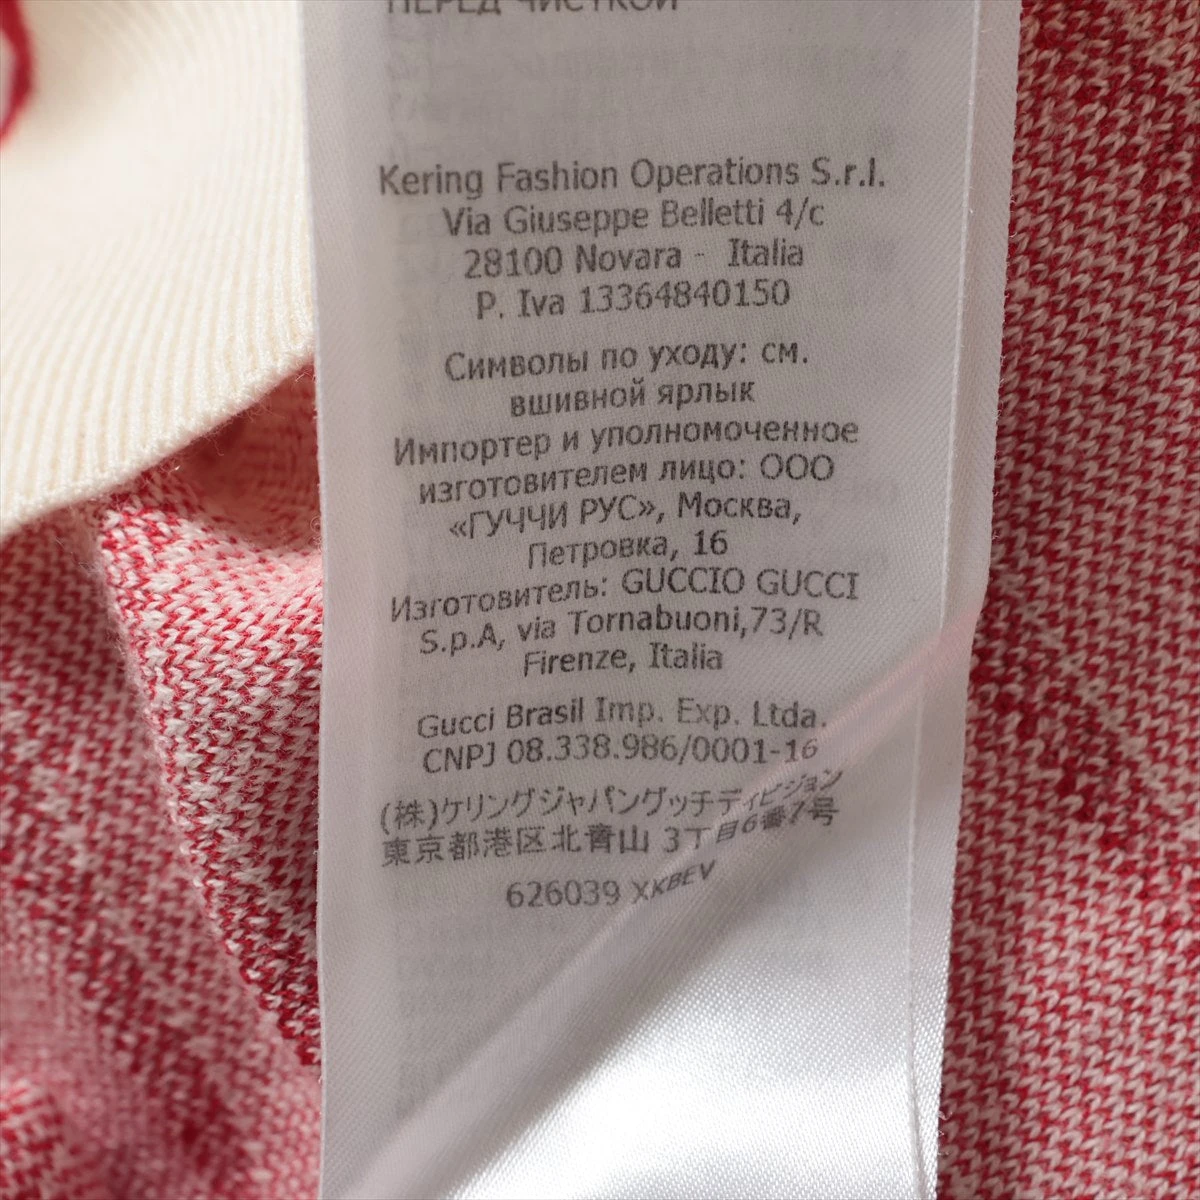 ПЕРЕД ЧИСТКОЙ
Kering Fashion Operations S.r.l.
Via Giuseppe Belletti 4/c
28100 Novara - Italia
P. Iva 13364840150
Символы по уходу: см.
вшивной ярлык
Импортер и уполномоченное
изготовителем лицо: ООО
«ГУЧЧИ РУС», Москва,
Петровка, 16
Изготовитель: GUCCIO GUCCI
S.p.A, via Tornabuoni,73/R
Firenze, Italia
Gucci Brasil Imp. Exp. Ltda.
CNPJ 08.338.986/0001-16
(株)ケリングジャパングッチディビジョン
東京都港区北青山 3丁目6番7号
626039 XKBEV